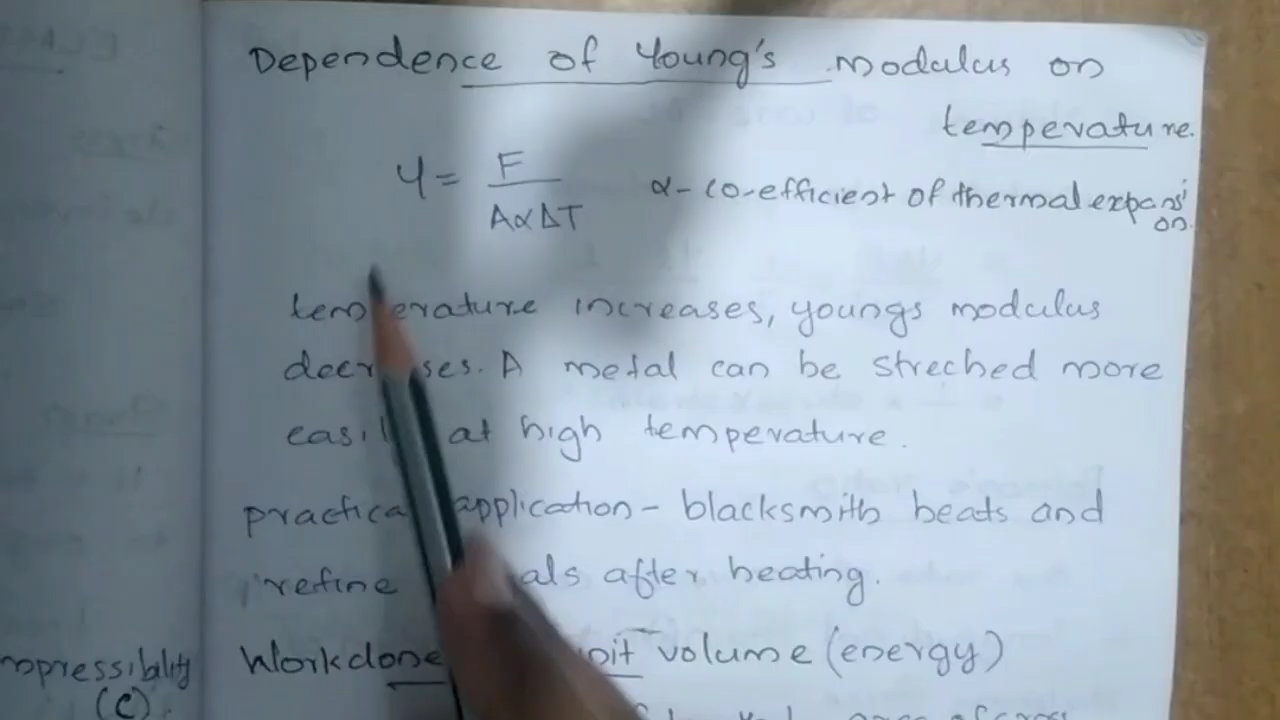 Dependence of Young's modulus on
temperature.
Y = F / AαΔT α - co-efficient of thermal expansion.
temperature increases, youngs modulus
decreases. A metal can be streched more
easily at high temperature.
practical application - blacksmith beats and
refine after heating.
Workdone unit volume (energy)
(C)